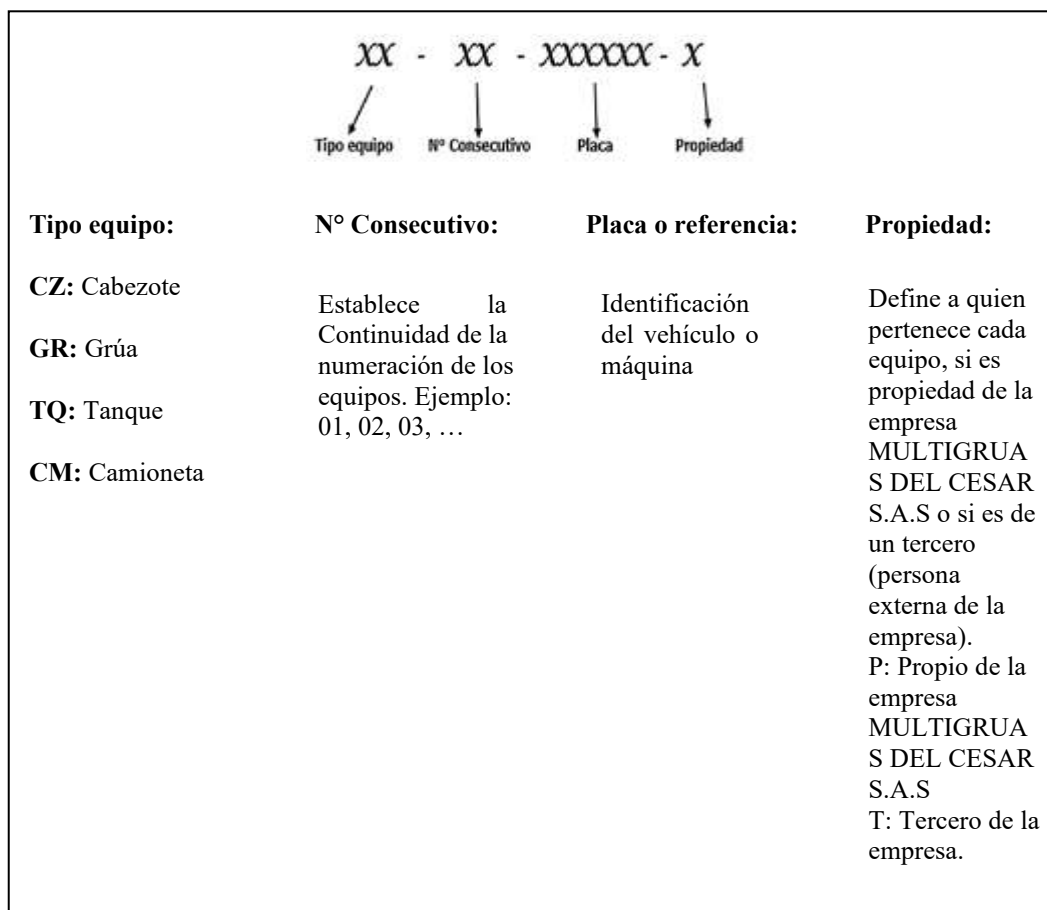 XX - XX - XXXXXX - X
Tipo equipo Nº Consecutivo Placa Propiedad
Tipo equipo:
CZ: Cabezote
GR: Grúa
TQ: Tanque
CM: Camioneta
N° Consecutivo:
Establece la
Continuidad de la
numeración de los
equipos. Ejemplo:
01, 02, 03, …
Placa o referencia:
Identificación
del vehículo o
máquina
Propiedad:
Define a quien
pertenece cada
equipo, si es
propiedad de la
empresa
MULTIGRUA
S DEL CESAR
S.A.S o si es de
un tercero
(persona
externa de la
empresa).
P: Propio de la
empresa
MULTIGRUA
S DEL CESAR
S.A.S
T: Tercero de la
empresa.